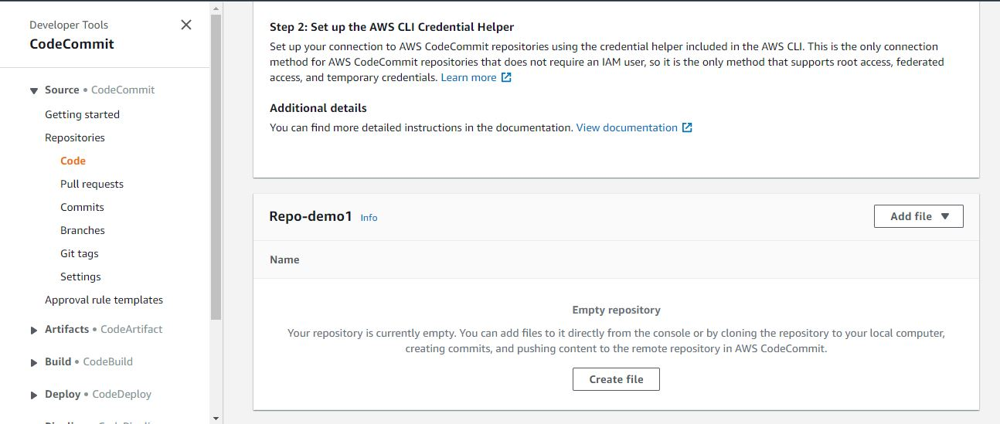 Developer Tools
CodeCommit
Source • CodeCommit
Getting started
Repositories
Code
Pull requests
Commits
Branches
Git tags
Settings
Approval rule templates
Artifacts • CodeArtifact
Build • CodeBuild
Deploy • CodeDeploy
Step 2: Set up the AWS CLI Credential Helper
Set up your connection to AWS CodeCommit repositories using the credential helper included in the AWS CLI. This is the only connection
method for AWS CodeCommit repositories that does not require an IAM user, so it is the only method that supports root access, federated
access, and temporary credentials. Learn more
Additional details
You can find more detailed instructions in the documentation. View documentation
Repo-demo1 Info
Add file
Name
Empty repository
Your repository is currently empty. You can add files to it directly from the console or by cloning the repository to your local computer,
creating commits, and pushing content to the remote repository in AWS CodeCommit.
Create file